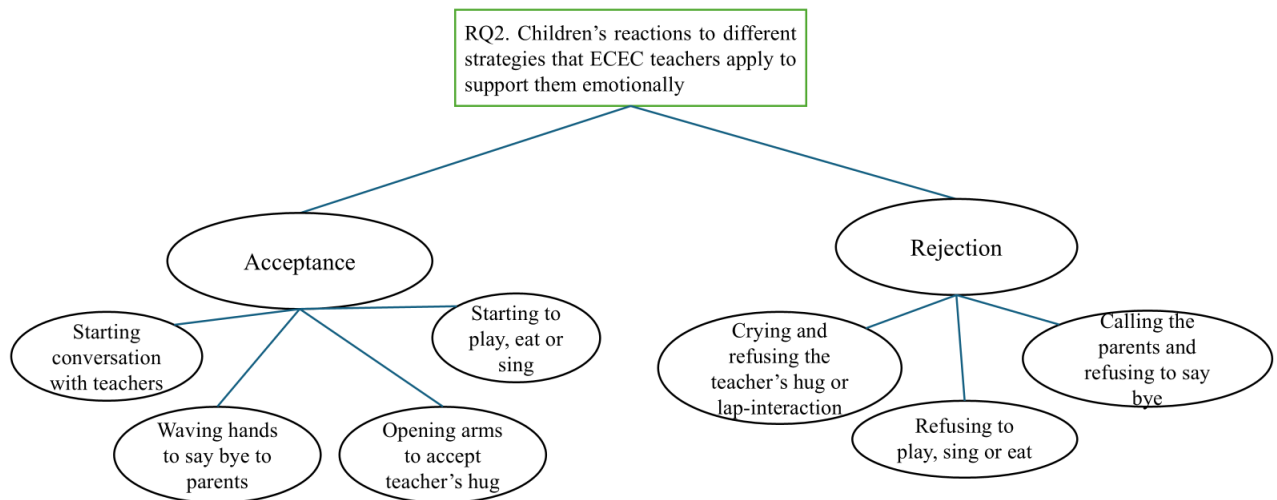 RQ2. Children’s reactions to different
strategies that ECEC teachers apply to
support them emotionally
Acceptance
Rejection
Starting
conversation
with teachers
Waving hands
to say bye to
parents
Opening arms
to accept
teacher’s hug
Starting to
play, eat or
sing
Crying and
refusing the
teacher’s hug or
lap-interaction
Refusing to
play, sing or eat
Calling the
parents and
refusing to say
bye